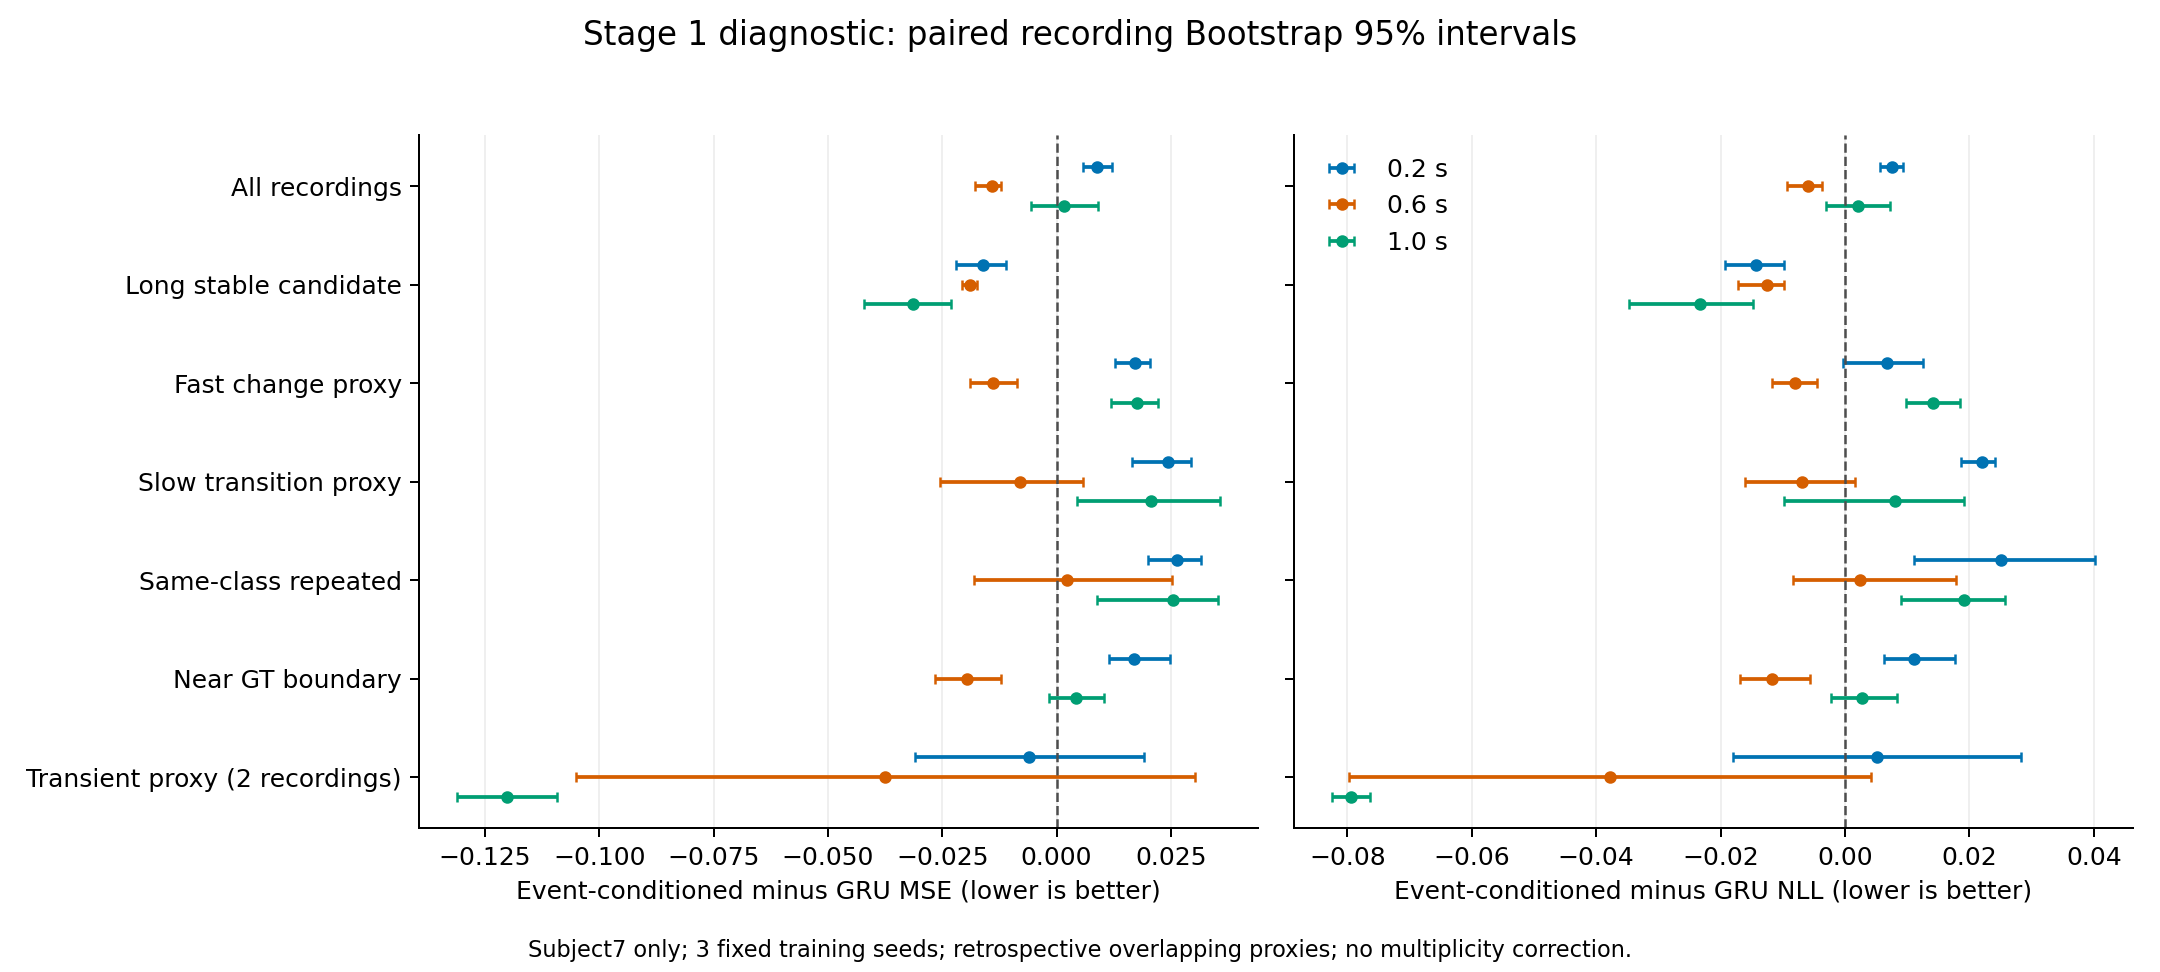 Stage 1 diagnostic: paired recording Bootstrap 95% intervals
All recordings
Long stable candidate
Fast change proxy
Slow transition proxy
Same-class repeated
Near GT boundary
Transient proxy (2 recordings)
−0.125 −0.100 −0.075 −0.050 −0.025 0.000 0.025
Event-conditioned minus GRU MSE (lower is better)
0.2 s
0.6 s
1.0 s
−0.08 −0.06 −0.04 −0.02 0.00 0.02 0.04
Event-conditioned minus GRU NLL (lower is better)
Subject7 only; 3 fixed training seeds; retrospective overlapping proxies; no multiplicity correction.